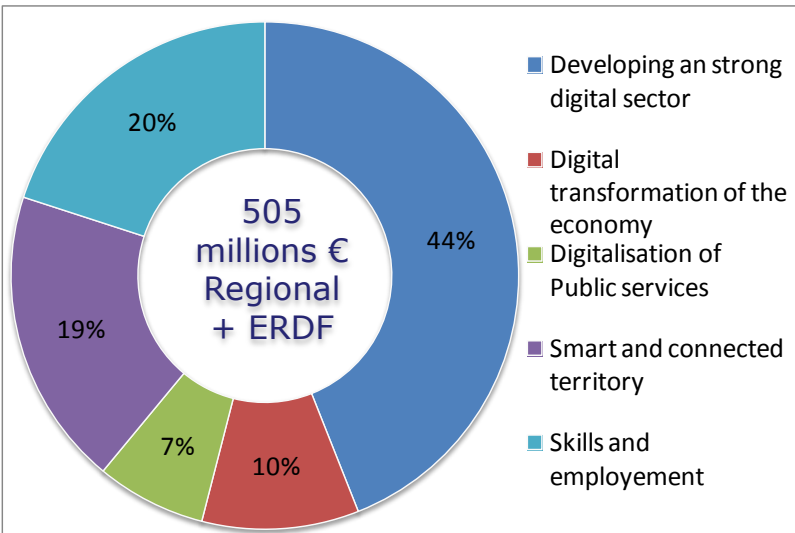 44%
10%
7%
19%
20%
505
millions €
Regional
+ ERDF
Developing an strong
digital sector
Digital
transformation of the
economy
Digitalisation of
Public services
Smart and connected
territory
Skills and
employement